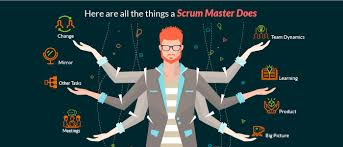 Here are all the things a Scrum Master Does
Change
Mirror
Other Tasks
Meetings
Team Dynamics
Learning
Product
Big Picture